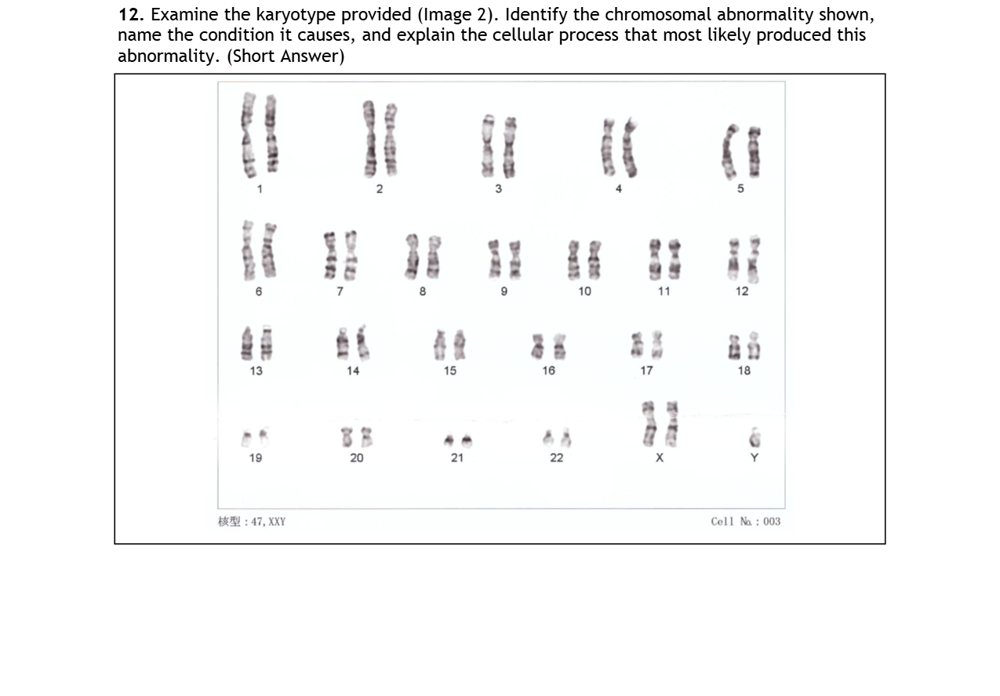 12. Examine the karyotype provided (Image 2). Identify the chromosomal abnormality shown,
name the condition it causes, and explain the cellular process that most likely produced this
abnormality. (Short Answer)
1 2 3 4 5
6 7 8 9 10 11 12
13 14 15 16 17 18
19 20 21 22 X Y
核型 : 47, XXY Cell No. : 003